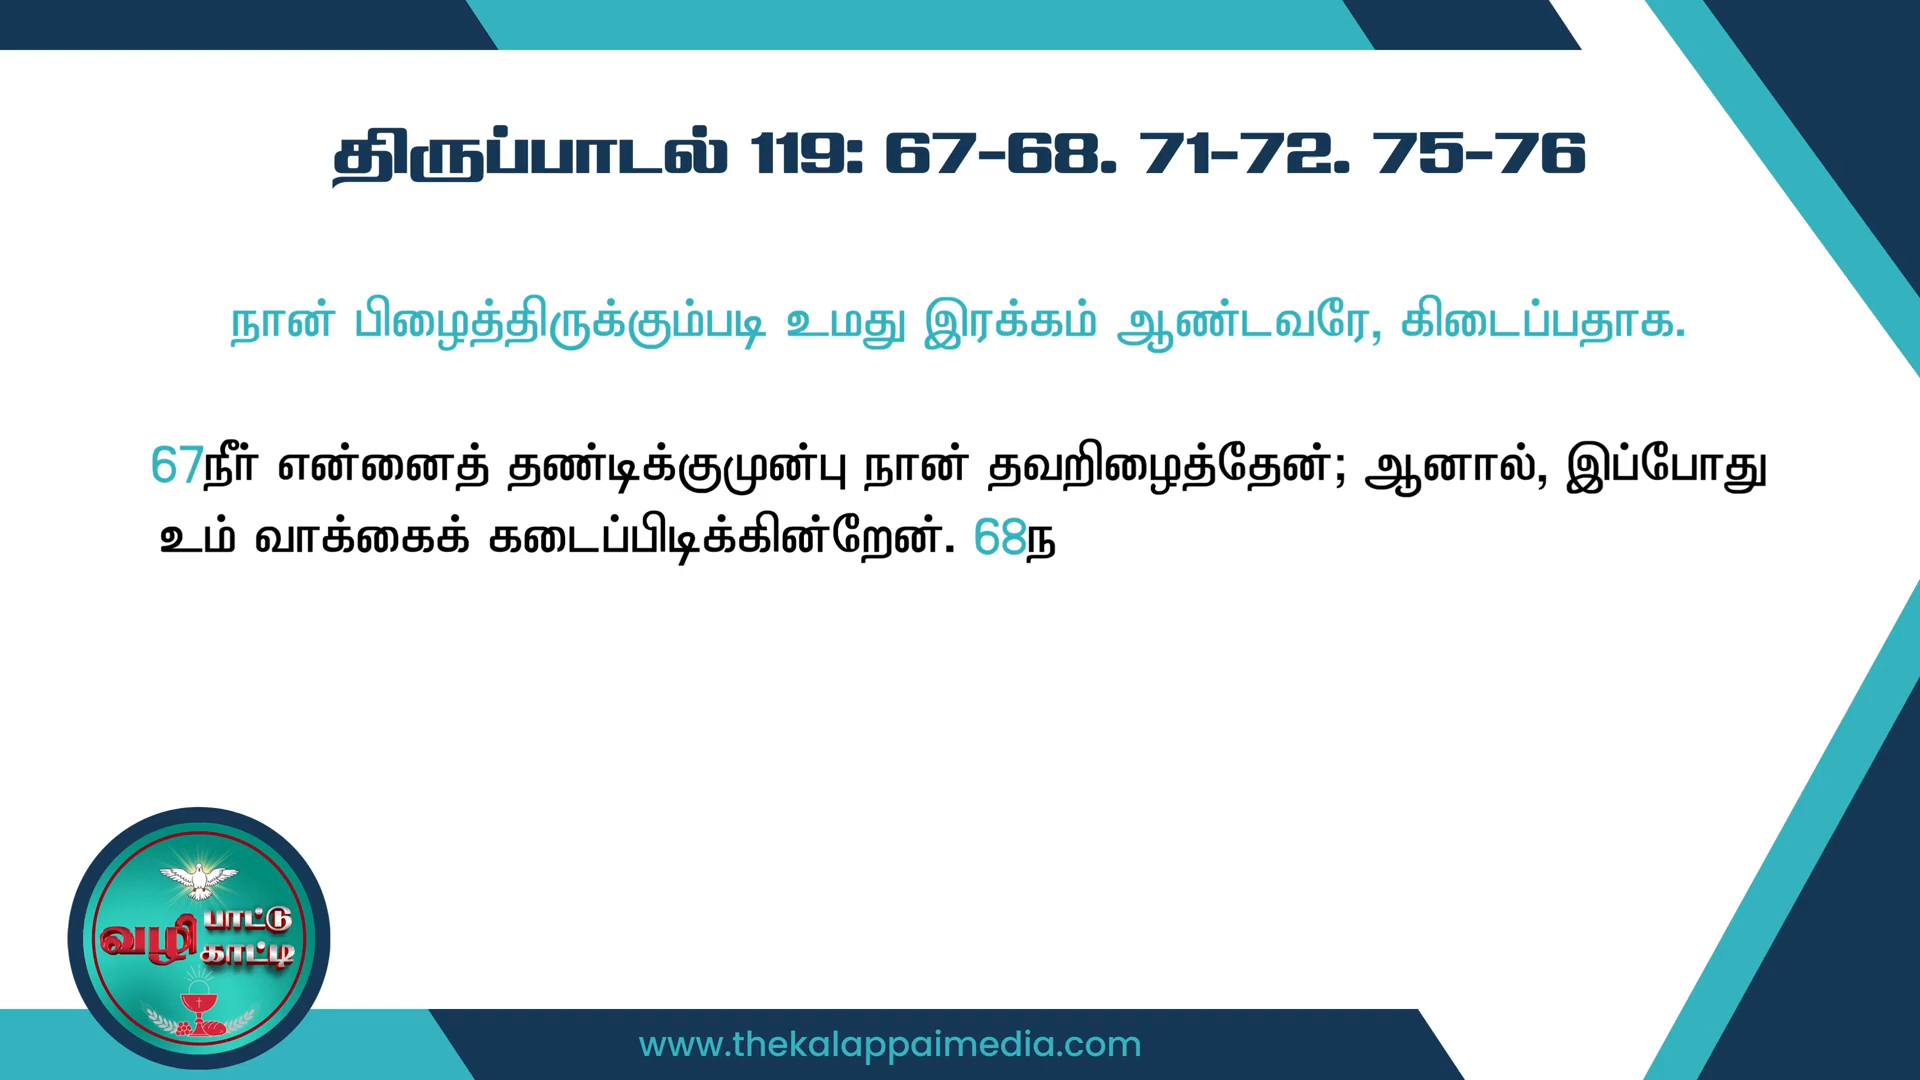 திருப்பாடல் 119: 67-68. 71-72. 75-76
நான் பிழைத்திருக்கும்படி உமது இரக்கம் ஆண்டவரே, கிடைப்பதாக.
67நீர் என்னைத் தண்டிக்குமுன்பு நான் தவறிழைத்தேன்; ஆனால், இப்போது
உம் வாக்கைக் கடைப்பிடிக்கின்றேன். 68ந
வழி பாட்டு
காட்டி
www.thekalappaimedia.com